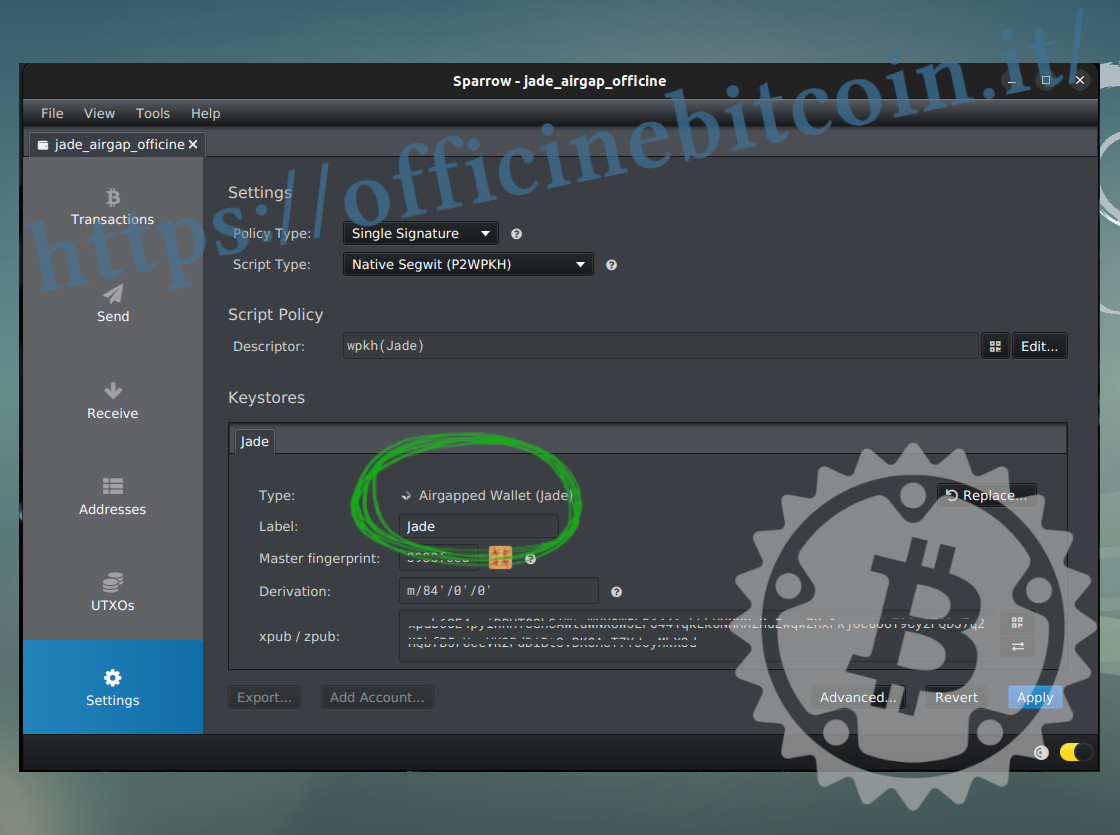 Sparrow - jade_airgap_officine
File View Tools Help
jade_airgap_officine
https://officinebitcoin.it/
Transactions
Send
Receive
Addresses
UTXOs
Settings
Settings
Policy Type: Single Signature
Script Type: Native Segwit (P2WPKH)
Script Policy
Descriptor: wpkh(Jade) Edit...
Keystores
Jade
Type: Airgapped Wallet (Jade) Replace...
Label: Jade
Master fingerprint:
Derivation: m/84'/0'/0'
xpub / zpub:
Export... Add Account... Advanced... Revert Apply